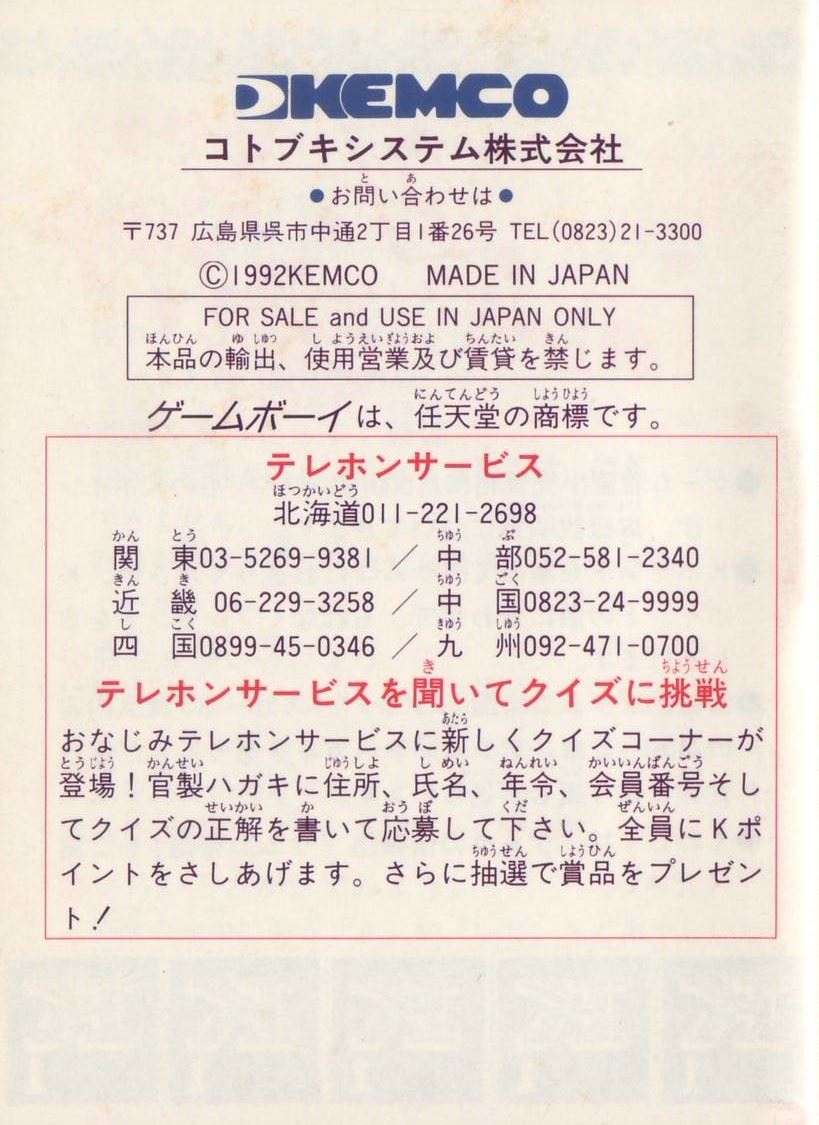 KEMCO
コトブキシステム株式会社
●お問い合わせは●
〒737 広島県呉市中通2丁目1番26号 TEL(0823)21-3300
©1992KEMCO MADE IN JAPAN
FOR SALE and USE IN JAPAN ONLY
本品の輸出、使用営業及び賃貸を禁じます。
ゲームボーイは、任天堂の商標です。
テレホンサービス
北海道011-221-2698
関東03-5269-9381／中部052-581-2340
近畿06-229-3258／中国0823-24-9999
四国0899-45-0346／九州092-471-0700
テレホンサービスを聞いてクイズに挑戦
おなじみテレホンサービスに新しくクイズコーナーが
登場！官製ハガキに住所、氏名、年令、会員番号そし
てクイズの正解を書いて応募して下さい。全員にKポ
イントをさしあげます。さらに抽選で賞品をプレゼン
ト！